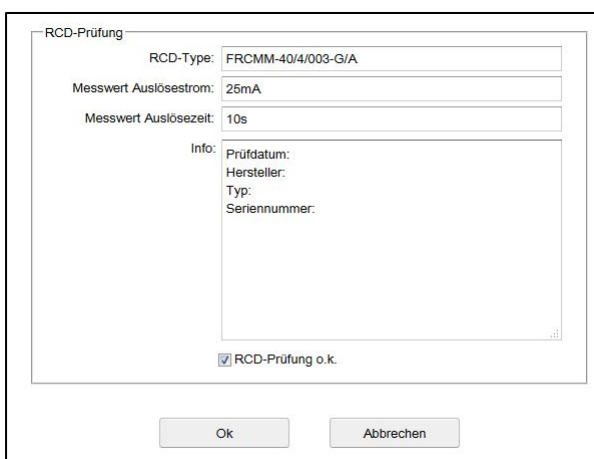 RCD-Prüfung
RCD-Type: FRCMM-40/4/003-G/A
Messwert Auslösestrom: 25mA
Messwert Auslösezeit: 10s
Info: Prüfdatum:
Hersteller:
Typ:
Seriennummer:
RCD-Prüfung o.k.
Ok Abbrechen